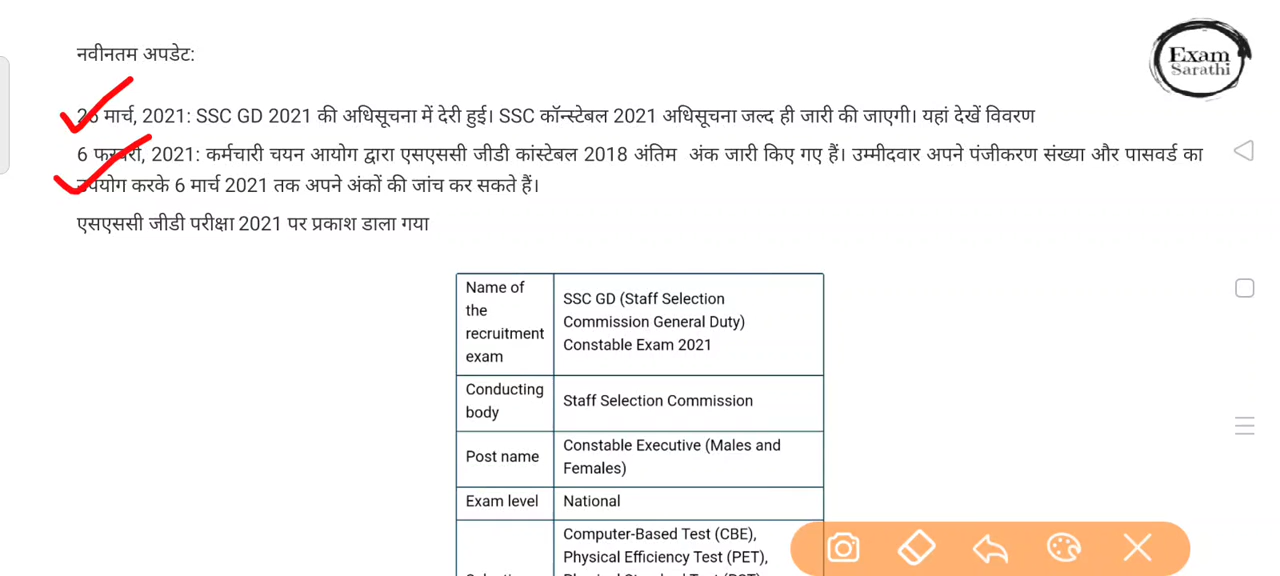 नवीनतम अपडेट:
Exam
Sarathi
मार्च, 2021: SSC GD 2021 की अधिसूचना में देरी हुई। SSC कॉन्स्टेबल 2021 अधिसूचना जल्द ही जारी की जाएगी। यहां देखें विवरण
6 फरवरी, 2021: कर्मचारी चयन आयोग द्वारा एसएससी जीडी कांस्टेबल 2018 अंतिम अंक जारी किए गए हैं। उम्मीदवार अपने पंजीकरण संख्या और पासवर्ड का
उपयोग करके 6 मार्च 2021 तक अपने अंकों की जांच कर सकते हैं।
एसएससी जीडी परीक्षा 2021 पर प्रकाश डाला गया
Name of
the
recruitment
exam
SSC GD (Staff Selection
Commission General Duty)
Constable Exam 2021
Conducting
body
Staff Selection Commission
Post name
Constable Executive (Males and
Females)
Exam level
National
Computer-Based Test (CBE),
Physical Efficiency Test (PET),